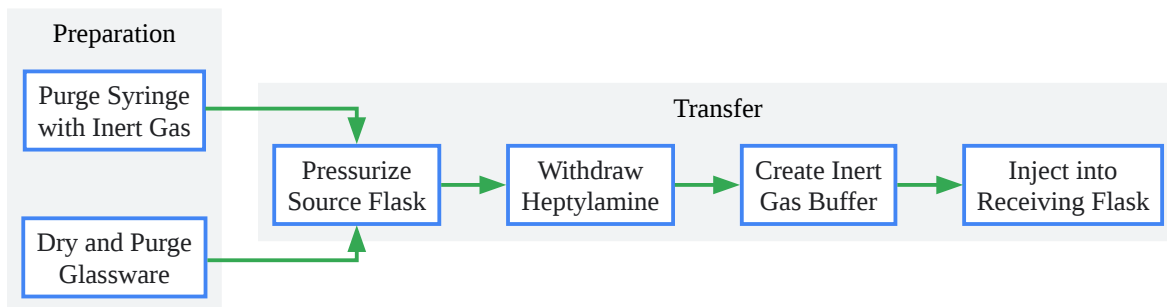 Preparation
Purge Syringe
with Inert Gas
Dry and Purge
Glassware
Transfer
Pressurize
Source Flask
Withdraw
Heptylamine
Create Inert
Gas Buffer
Inject into
Receiving Flask